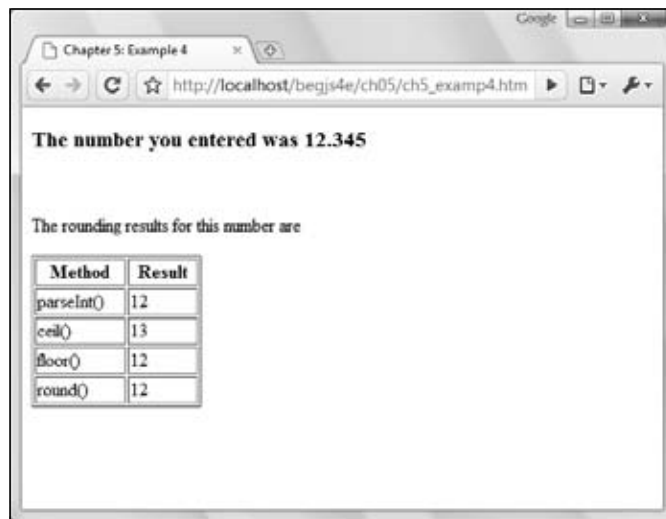 Google
Chapter 5: Example 4
http://localhost/begjs4e/ch05/ch5_examp4.htm
The number you entered was 12.345
The rounding results for this number are
Method Result
parseInt() 12
ceil() 13
floor() 12
round() 12